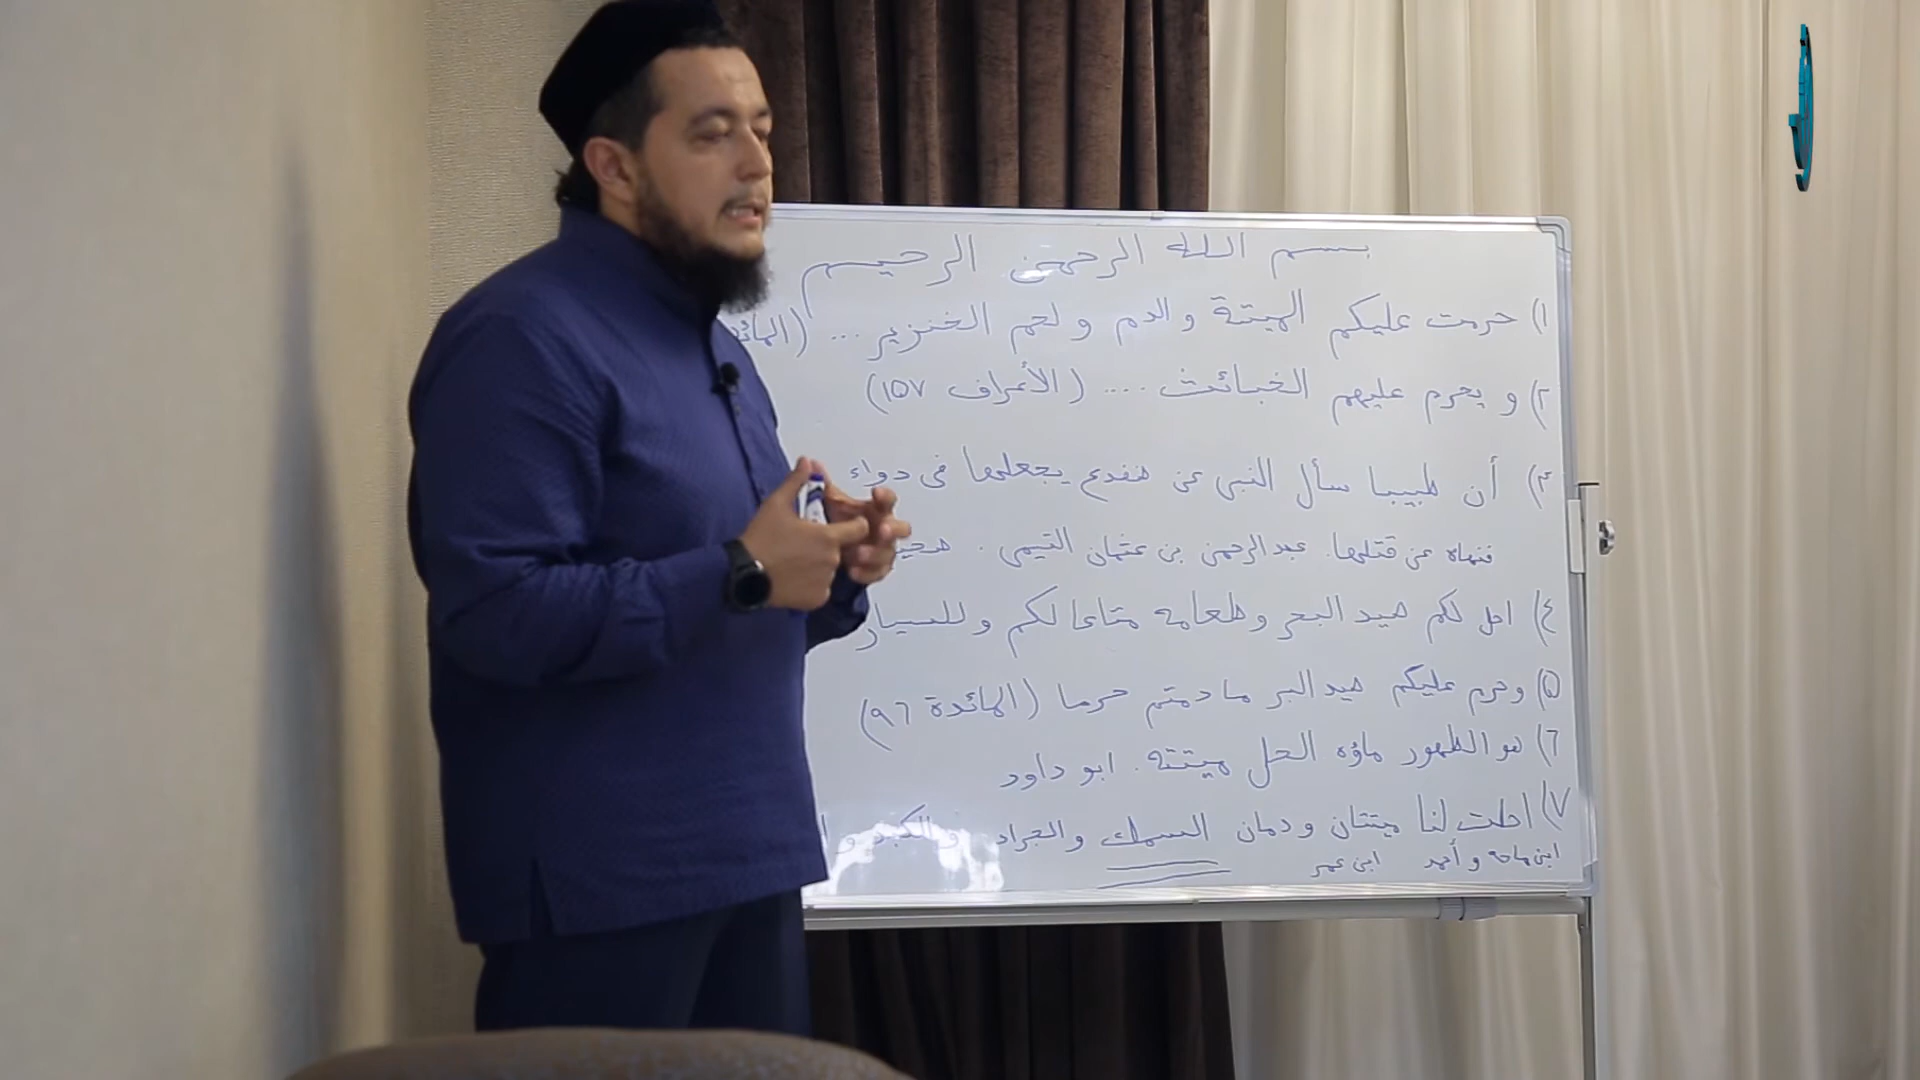 بسم الله الرحمن الرحيم
١) حرمت عليكم الميتة والدم ولحم الخنزير ... (المائد
٢) و يحرم عليهم الخبائث .... (الأعراف ١٥٧)
٣) أن طبيبا سأل النبي عن ضفدع يجعلها في دواء
فنهاه عن قتلها. عبد الرحمن بن عثمان التيمي .
٤) احل لكم صيد البحر وطعامه متاعا لكم وللسيار
٥) وحرم عليكم صيد البر ما دمتم حرما (المائدة ٩٦)
٦) هو الطهور ماؤه الحل ميتته. ابو داود
٧) احلت لنا ميتتان ودمان السمك والجراد والكبد و
ابن ماجه و أحمد ابن عمر